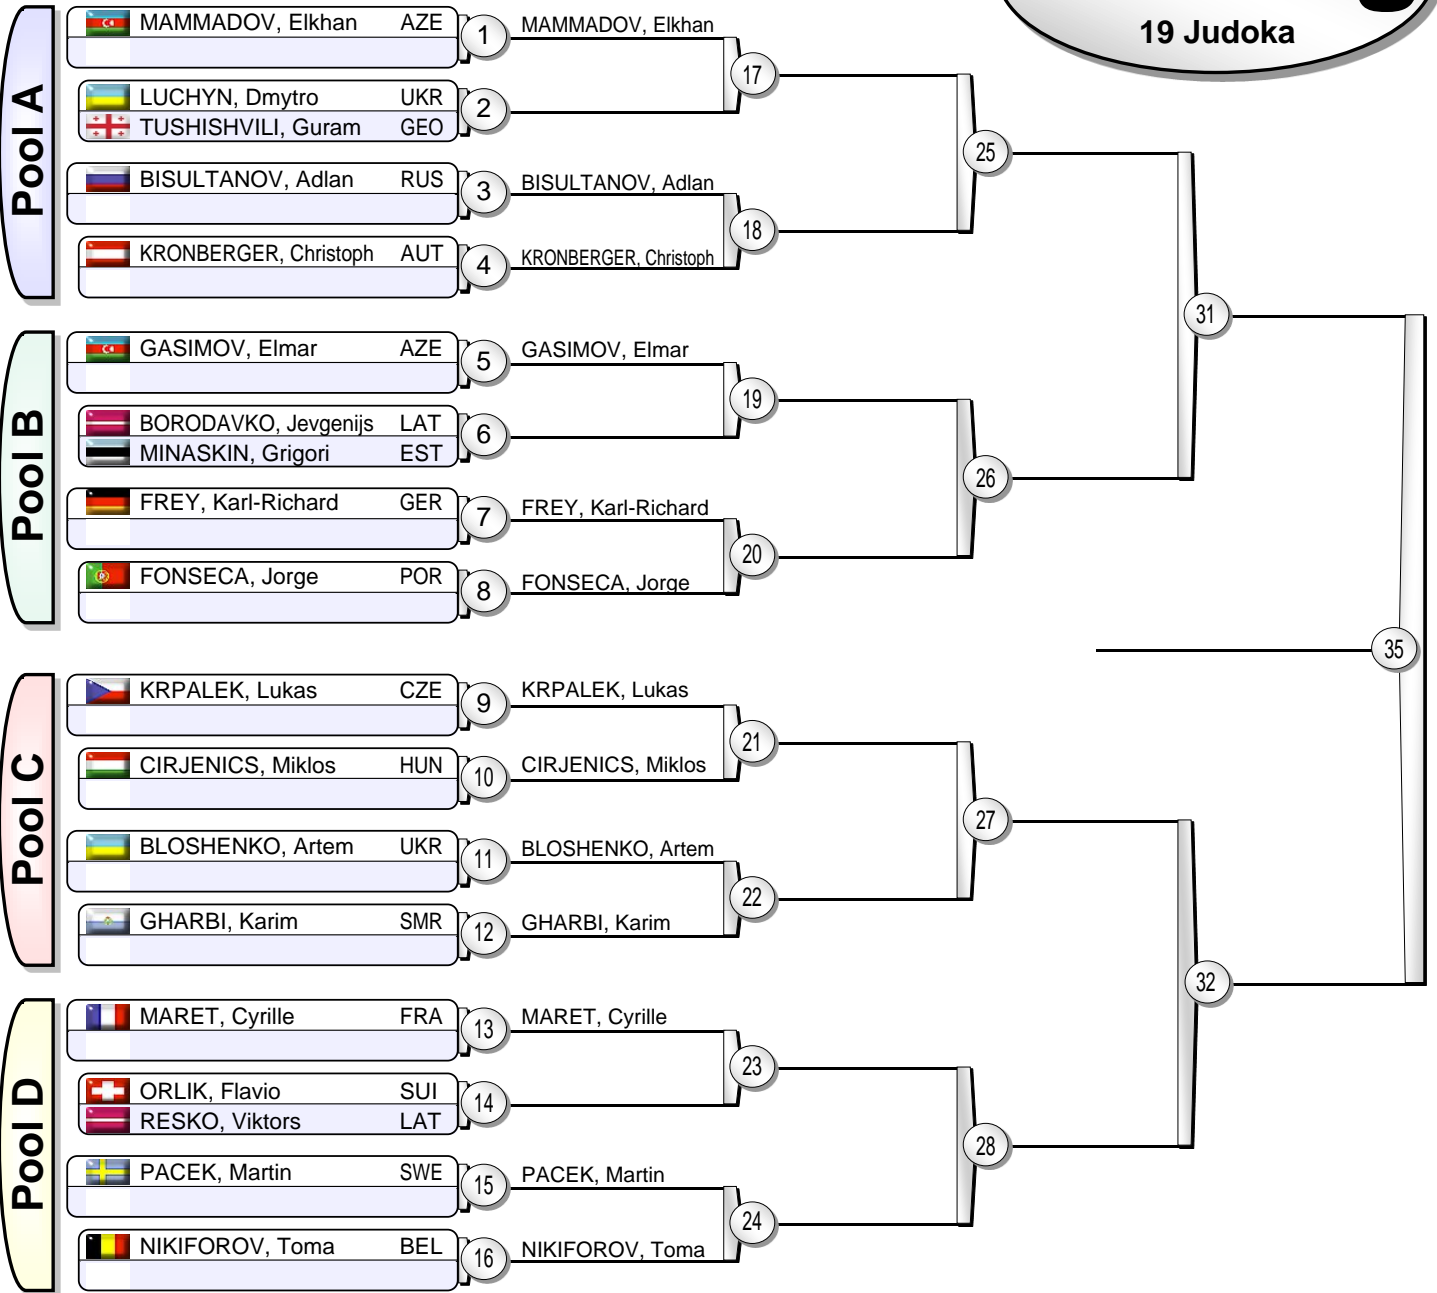 19 Judoka
Pool A
MAMMADOV, Elkhan AZE
1
MAMMADOV, Elkhan
LUCHYN, Dmytro UKR
TUSHISHVILI, Guram GEO
2
17
BISULTANOV, Adlan RUS
3
BISULTANOV, Adlan
KRONBERGER, Christoph AUT
4
KRONBERGER, Christoph
18
25
Pool B
GASIMOV, Elmar AZE
5
GASIMOV, Elmar
BORODAVKO, Jevgenijs LAT
MINASKIN, Grigori EST
6
19
FREY, Karl-Richard GER
7
FREY, Karl-Richard
FONSECA, Jorge POR
8
FONSECA, Jorge
20
26
31
35
Pool C
KRPALEK, Lukas CZE
9
KRPALEK, Lukas
CIRJENICS, Miklos HUN
10
CIRJENICS, Miklos
21
BLOSHENKO, Artem UKR
11
BLOSHENKO, Artem
GHARBI, Karim SMR
12
GHARBI, Karim
22
27
Pool D
MARET, Cyrille FRA
13
MARET, Cyrille
ORLIK, Flavio SUI
RESKO, Viktors LAT
14
23
PACEK, Martin SWE
15
PACEK, Martin
NIKIFOROV, Toma BEL
16
NIKIFOROV, Toma
24
28
32